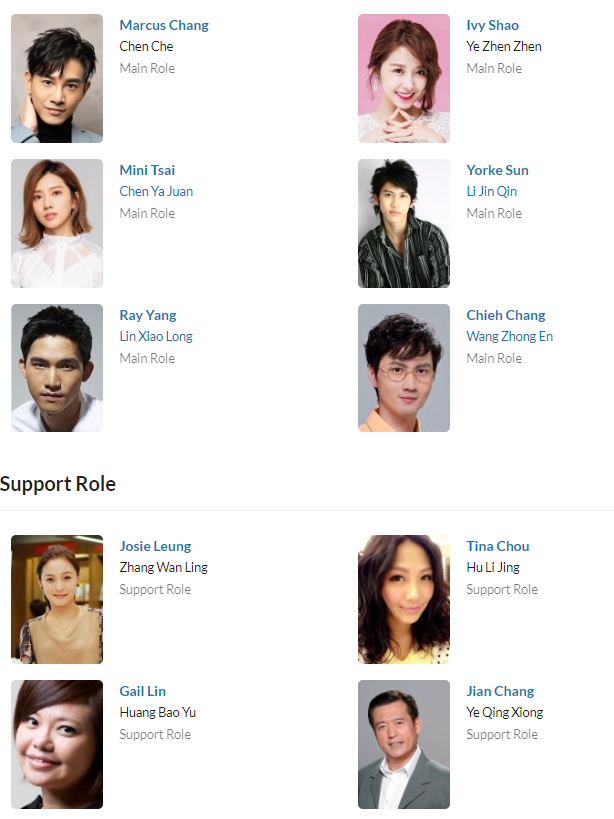 Marcus Chang
Chen Che
Main Role
Ivy Shao
Ye Zhen Zhen
Main Role
Mini Tsai
Chen Ya Juan
Main Role
Yorke Sun
Li Jin Qin
Main Role
Ray Yang
Lin Xiao Long
Main Role
Chieh Chang
Wang Zhong En
Main Role
Support Role
Josie Leung
Zhang Wan Ling
Support Role
Tina Chou
Hu Li Jing
Support Role
Gail Lin
Huang Bao Yu
Support Role
Jian Chang
Ye Qing Xiong
Support Role